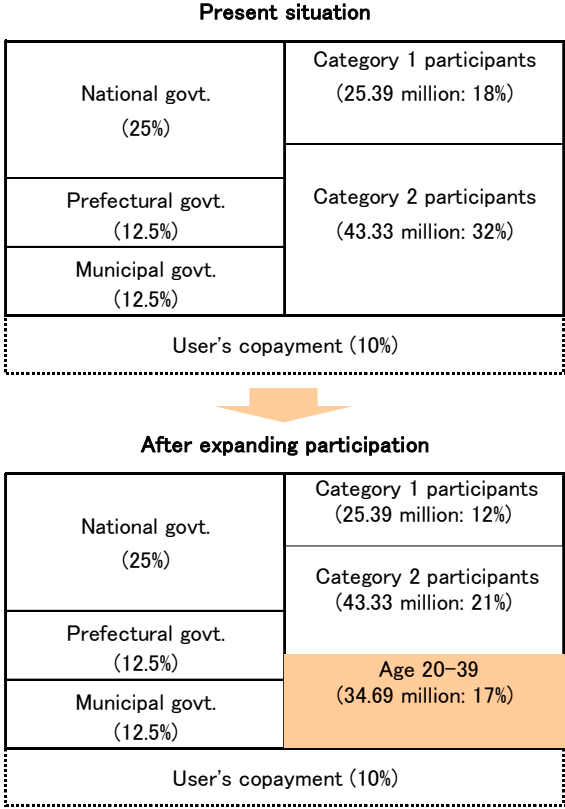 Present situation
National govt.
(25%)
Prefectural govt.
(12.5%)
Municipal govt.
(12.5%)
Category 1 participants
(25.39 million: 18%)
Category 2 participants
(43.33 million: 32%)
User's copayment (10%)
After expanding participation
National govt.
(25%)
Prefectural govt.
(12.5%)
Municipal govt.
(12.5%)
Category 1 participants
(25.39 million: 12%)
Category 2 participants
(43.33 million: 21%)
Age 20-39
(34.69 million: 17%)
User's copayment (10%)